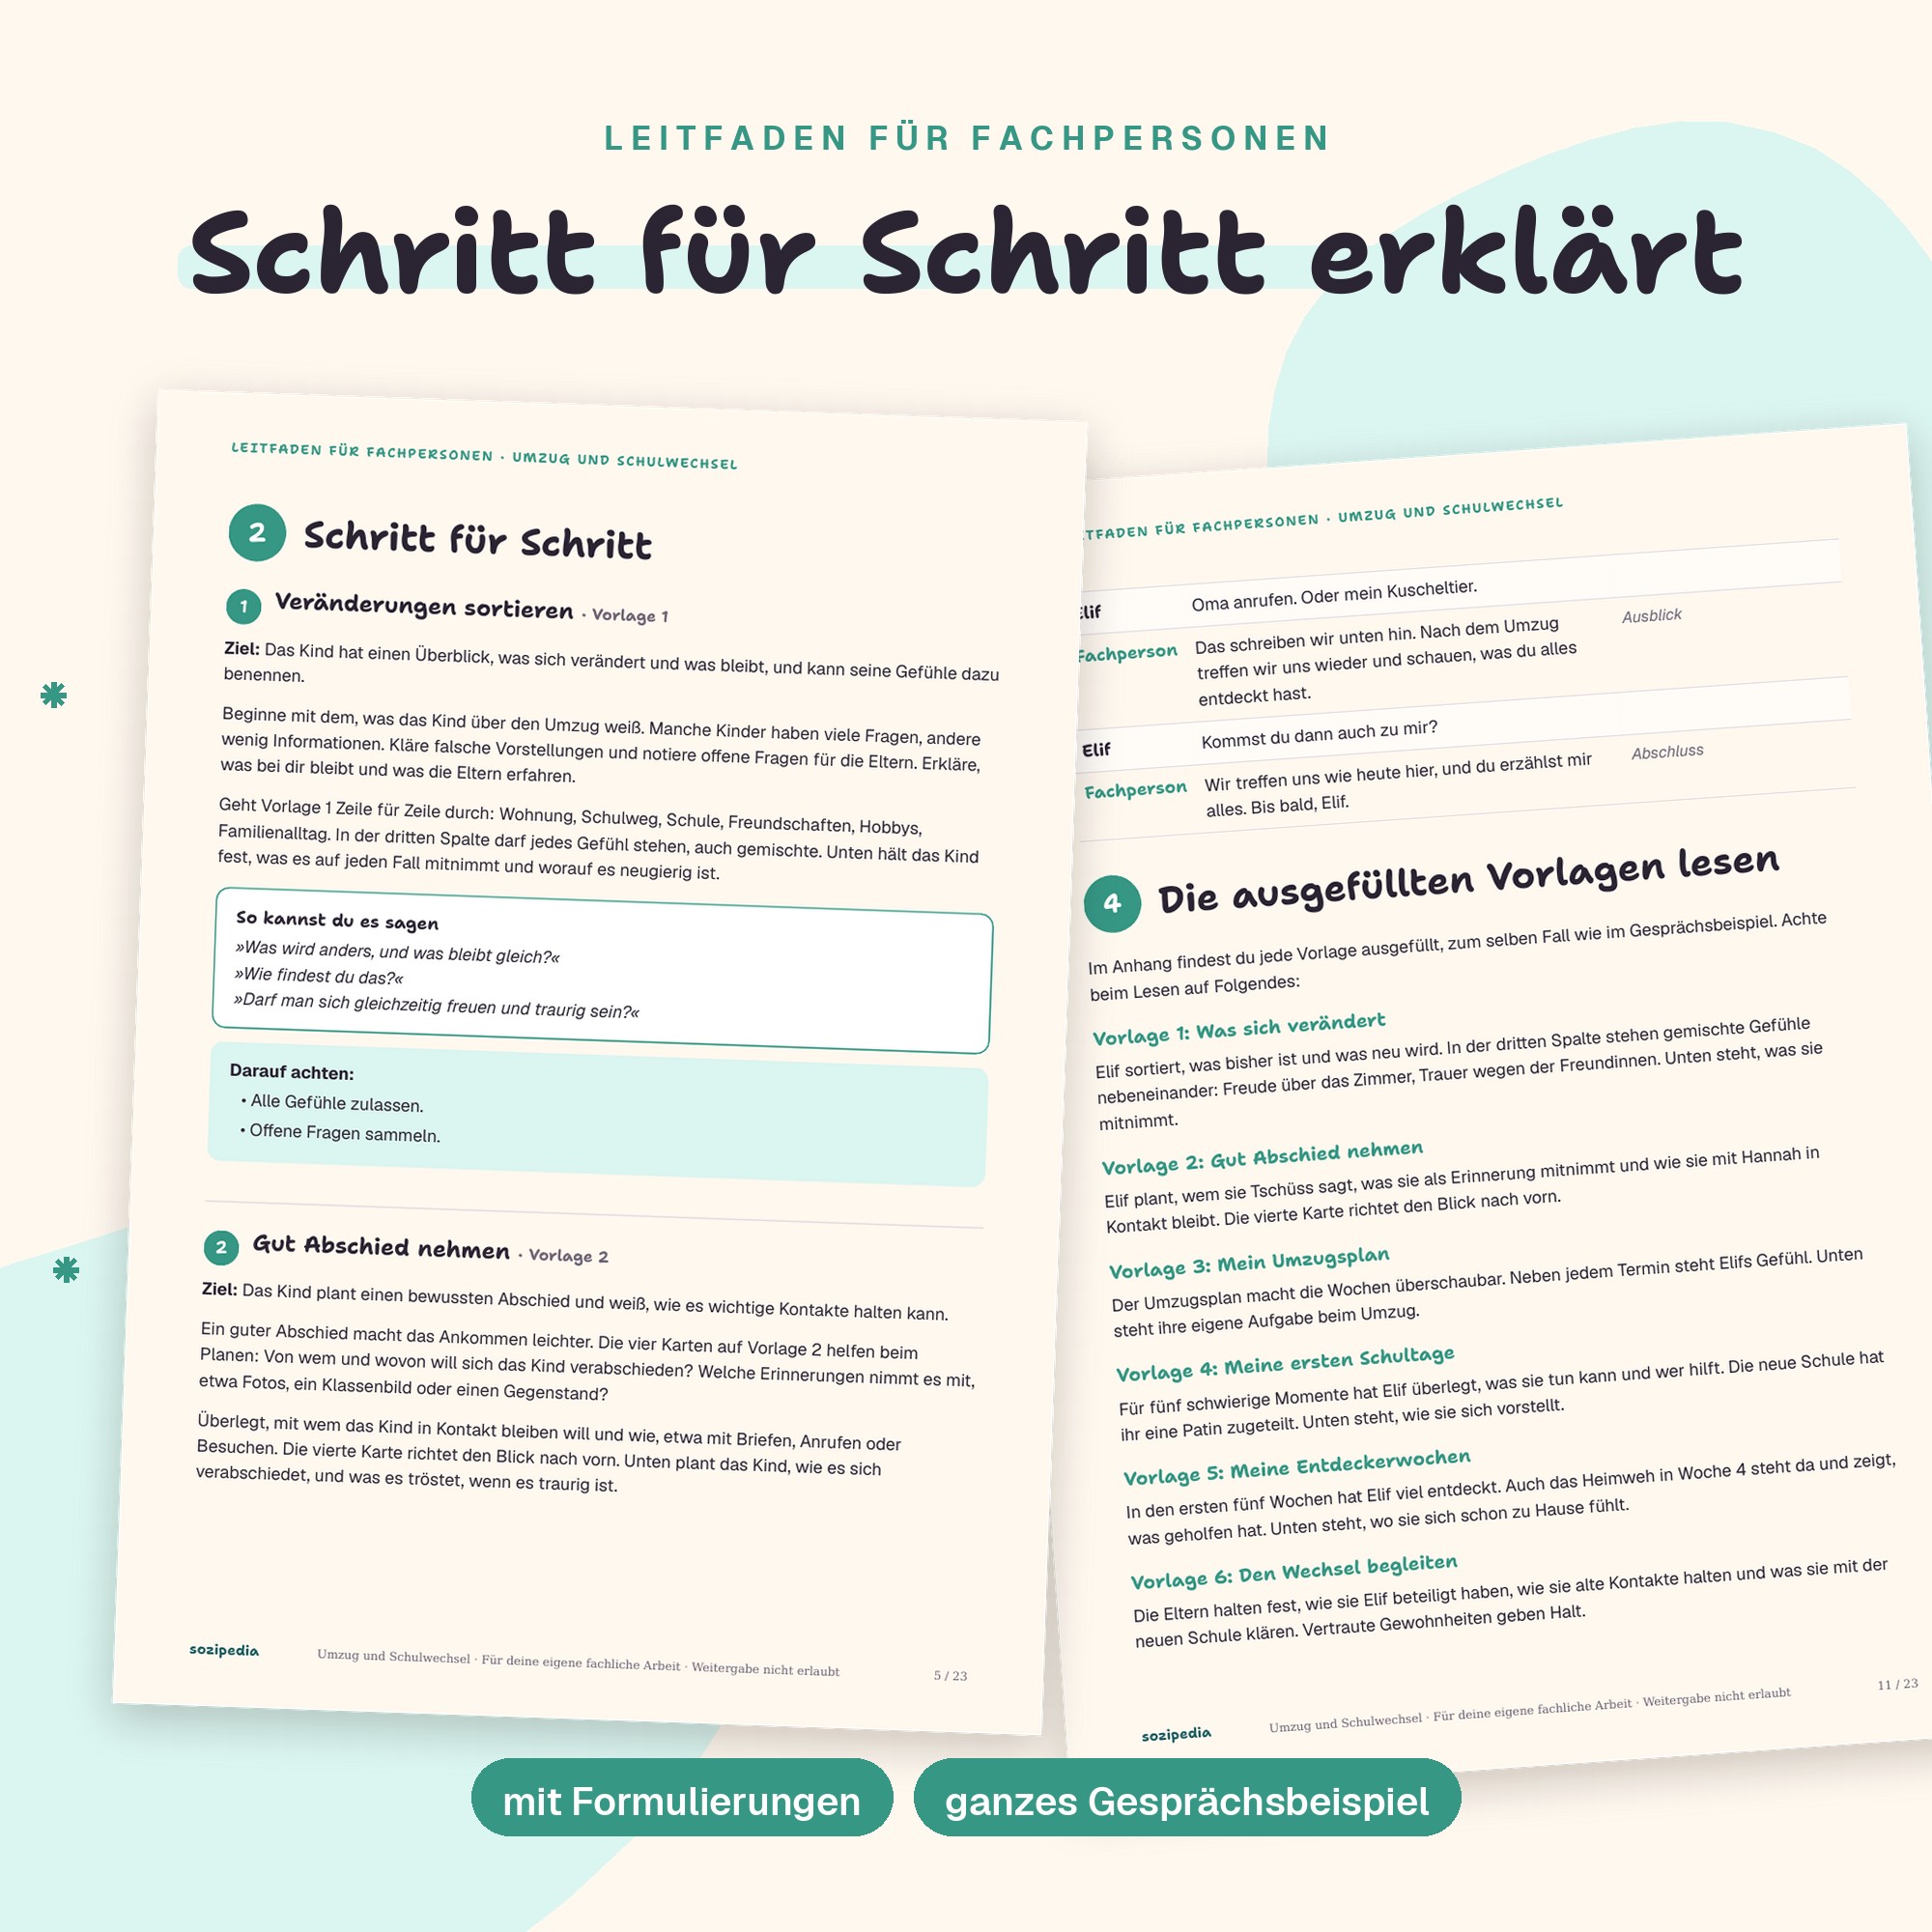 LEITFADEN FÜR FACHPERSONEN
Schritt für Schritt erklärt
LEITFADEN FÜR FACHPERSONEN · UMZUG UND SCHULWECHSEL
2 Schritt für Schritt
1 Veränderungen sortieren · Vorlage 1
Ziel: Das Kind hat einen Überblick, was sich verändert und was bleibt, und kann seine Gefühle dazu
benennen.
Beginne mit dem, was das Kind über den Umzug weiß. Manche Kinder haben viele Fragen, andere
wenig Informationen. Kläre falsche Vorstellungen und notiere offene Fragen für die Eltern. Erkläre,
was bei dir bleibt und was die Eltern erfahren.
Geht Vorlage 1 Zeile für Zeile durch: Wohnung, Schulweg, Schule, Freundschaften, Hobbys,
Familienalltag. In der dritten Spalte darf jedes Gefühl stehen, auch gemischte. Unten hält das Kind
fest, was es auf jeden Fall mitnimmt und worauf es neugierig ist.
So kannst du es sagen
»Was wird anders, und was bleibt gleich?«
»Wie findest du das?«
»Darf man sich gleichzeitig freuen und traurig sein?«
Darauf achten:
• Alle Gefühle zulassen.
• Offene Fragen sammeln.
2 Gut Abschied nehmen · Vorlage 2
Ziel: Das Kind plant einen bewussten Abschied und weiß, wie es wichtige Kontakte halten kann.
Ein guter Abschied macht das Ankommen leichter. Die vier Karten auf Vorlage 2 helfen beim
Planen: Von wem und wovon will sich das Kind verabschieden? Welche Erinnerungen nimmt es mit,
etwa Fotos, ein Klassenbild oder einen Gegenstand?
Überlegt, mit wem das Kind in Kontakt bleiben will und wie, etwa mit Briefen, Anrufen oder
Besuchen. Die vierte Karte richtet den Blick nach vorn. Unten plant das Kind, wie es sich
verabschiedet, und was es tröstet, wenn es traurig ist.
sozipedia Umzug und Schulwechsel · Für deine eigene fachliche Arbeit · Weitergabe nicht erlaubt 5 / 23
ITFADEN FÜR FACHPERSONEN · UMZUG UND SCHULWECHSEL
Elif Oma anrufen. Oder mein Kuscheltier.
Fachperson Das schreiben wir unten hin. Nach dem Umzug Ausblick
treffen wir uns wieder und schauen, was du alles
entdeckt hast.
Elif Kommst du dann auch zu mir?
Fachperson Wir treffen uns wie heute hier, und du erzählst mir Abschluss
alles. Bis bald, Elif.
4 Die ausgefüllten Vorlagen lesen
Im Anhang findest du jede Vorlage ausgefüllt, zum selben Fall wie im Gesprächsbeispiel. Achte
beim Lesen auf Folgendes:
Vorlage 1: Was sich verändert
Elif sortiert, was bisher ist und was neu wird. In der dritten Spalte stehen gemischte Gefühle
nebeneinander: Freude über das Zimmer, Trauer wegen der Freundinnen. Unten steht, was sie
mitnimmt.
Vorlage 2: Gut Abschied nehmen
Elif plant, wem sie Tschüss sagt, was sie als Erinnerung mitnimmt und wie sie mit Hannah in
Kontakt bleibt. Die vierte Karte richtet den Blick nach vorn.
Vorlage 3: Mein Umzugsplan
Der Umzugsplan macht die Wochen überschaubar. Neben jedem Termin steht Elifs Gefühl. Unten
steht ihre eigene Aufgabe beim Umzug.
Vorlage 4: Meine ersten Schultage
Für fünf schwierige Momente hat Elif überlegt, was sie tun kann und wer hilft. Die neue Schule hat
ihr eine Patin zugeteilt. Unten steht, wie sie sich vorstellt.
Vorlage 5: Meine Entdeckerwochen
In den ersten fünf Wochen hat Elif viel entdeckt. Auch das Heimweh in Woche 4 steht da und zeigt,
was geholfen hat. Unten steht, wo sie sich schon zu Hause fühlt.
Vorlage 6: Den Wechsel begleiten
Die Eltern halten fest, wie sie Elif beteiligt haben, wie sie alte Kontakte halten und was sie mit der
neuen Schule klären. Vertraute Gewohnheiten geben Halt.
sozipedia Umzug und Schulwechsel · Für deine eigene fachliche Arbeit · Weitergabe nicht erlaubt 11 / 23
mit Formulierungen
ganzes Gesprächsbeispiel